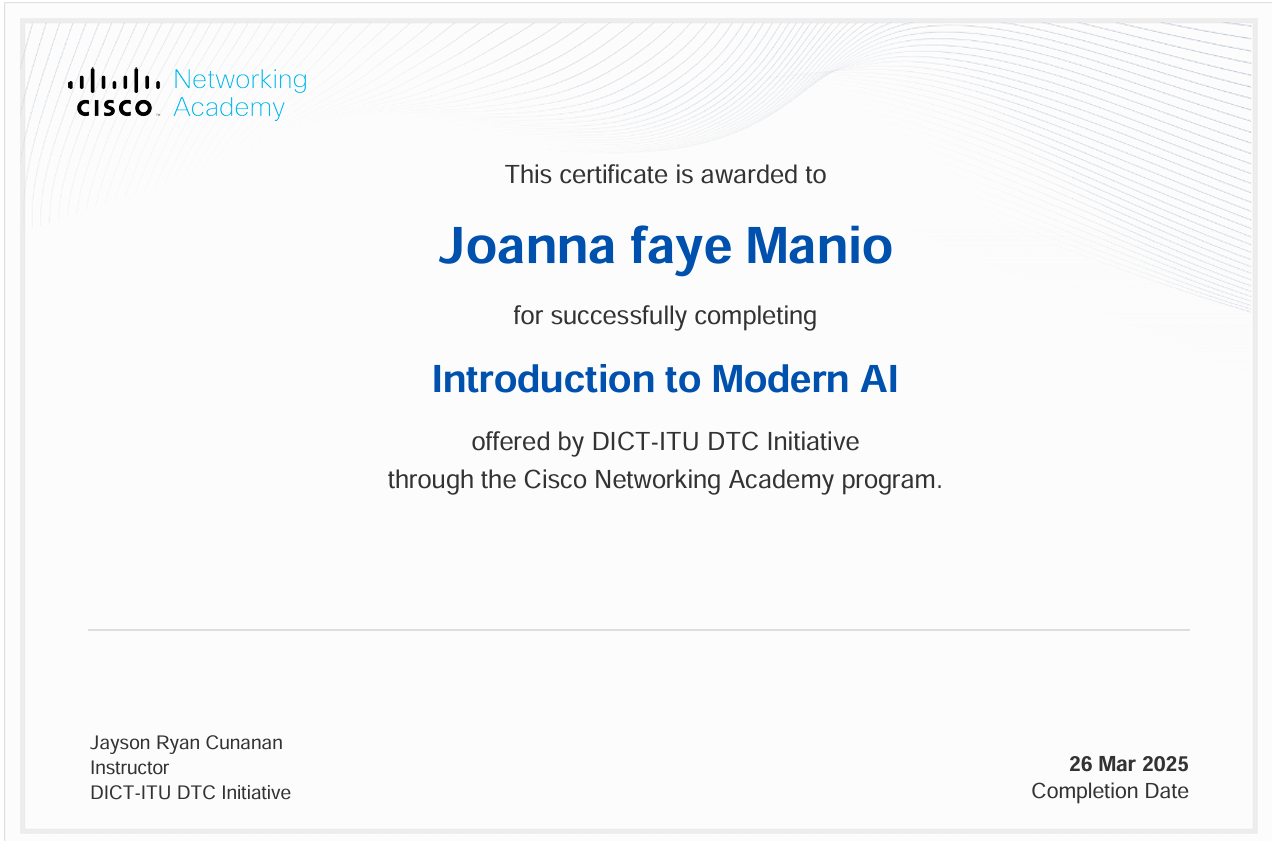 Networking
CISCO Academy
This certificate is awarded to
Joanna faye Manio
for successfully completing
Introduction to Modern AI
offered by DICT-ITU DTC Initiative
through the Cisco Networking Academy program.
Jayson Ryan Cunanan
Instructor
DICT-ITU DTC Initiative
26 Mar 2025
Completion Date